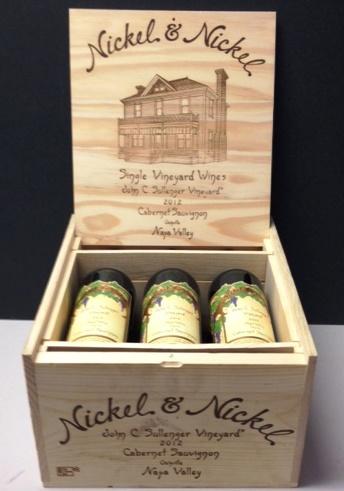 Nickel & Nickel
Single Vineyard Wines
John C. Sullenger Vineyard
2012
Cabernet Sauvignon
Oakville
Napa Valley
Nickel & Nickel
John C. Sullenger Vineyard
2012
Cabernet Sauvignon
Oakville
Napa Valley